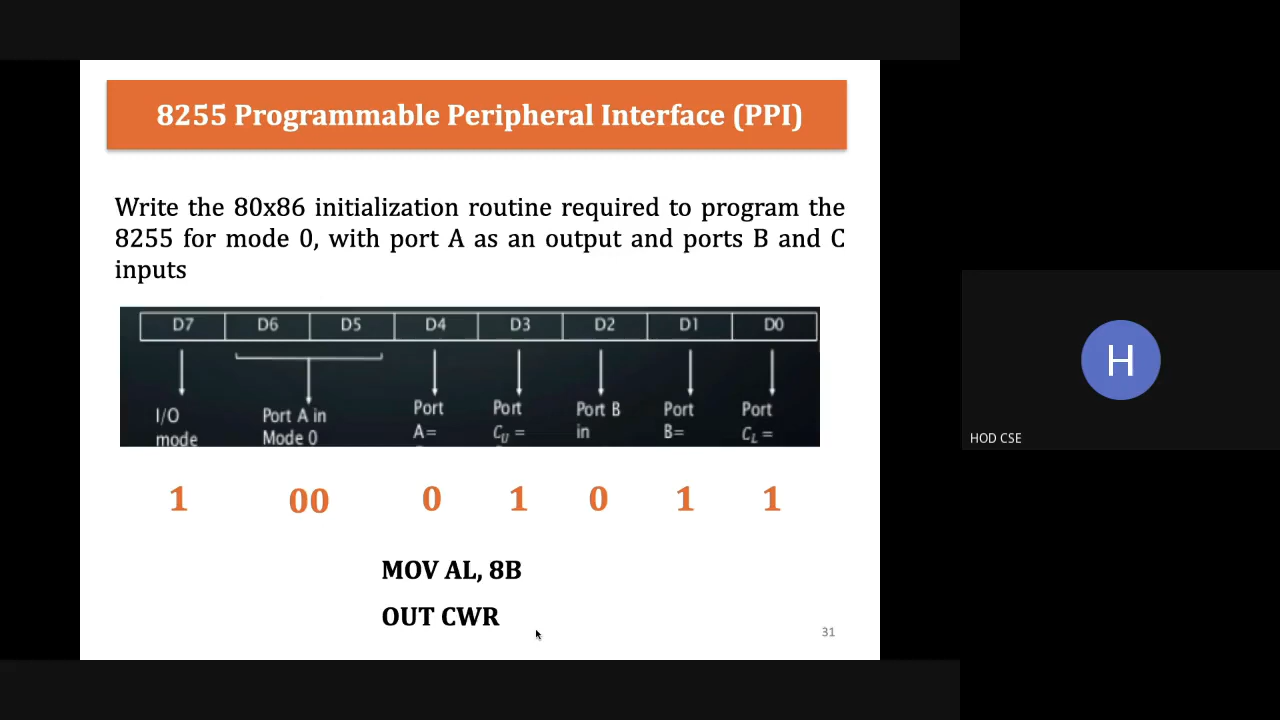 8255 Programmable Peripheral Interface (PPI)
Write the 80x86 initialization routine required to program the
8255 for mode 0, with port A as an output and ports B and C
inputs
D7 D6 D5 D4 D3 D2 D1 D0
I/O mode
Port A in Mode 0
Port A=
Port C_U =
Port B in
Port B=
Port C_L =
1 00 0 1 0 1 1
MOV AL, 8B
OUT CWR
31
H
HOD CSE